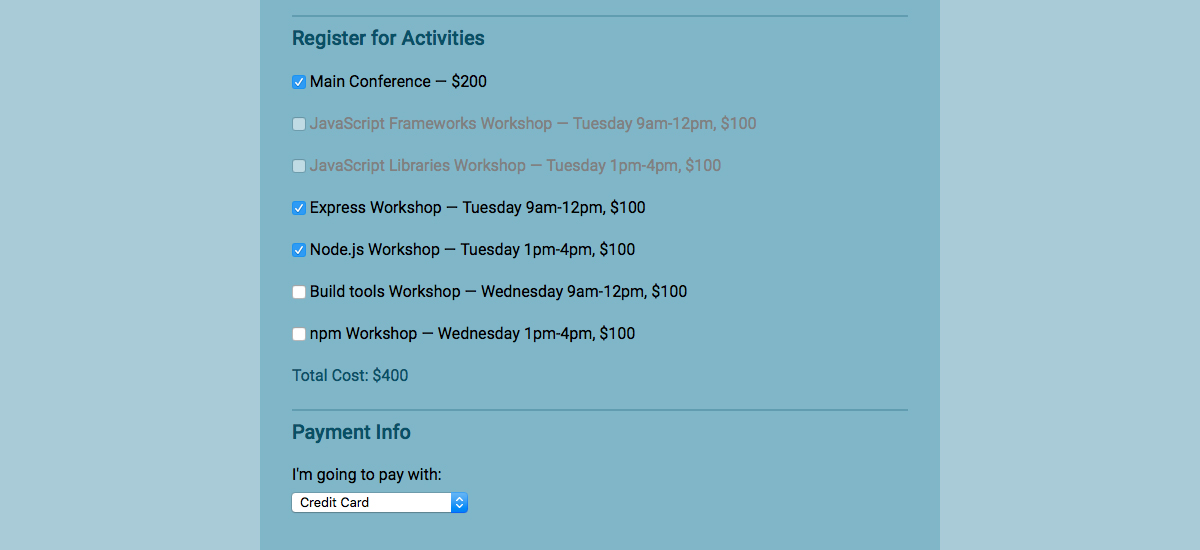 Register for Activities
Main Conference — $200
JavaScript Frameworks Workshop — Tuesday 9am-12pm, $100
JavaScript Libraries Workshop — Tuesday 1pm-4pm, $100
Express Workshop — Tuesday 9am-12pm, $100
Node.js Workshop — Tuesday 1pm-4pm, $100
Build tools Workshop — Wednesday 9am-12pm, $100
npm Workshop — Wednesday 1pm-4pm, $100
Total Cost: $400
Payment Info
I'm going to pay with:
Credit Card